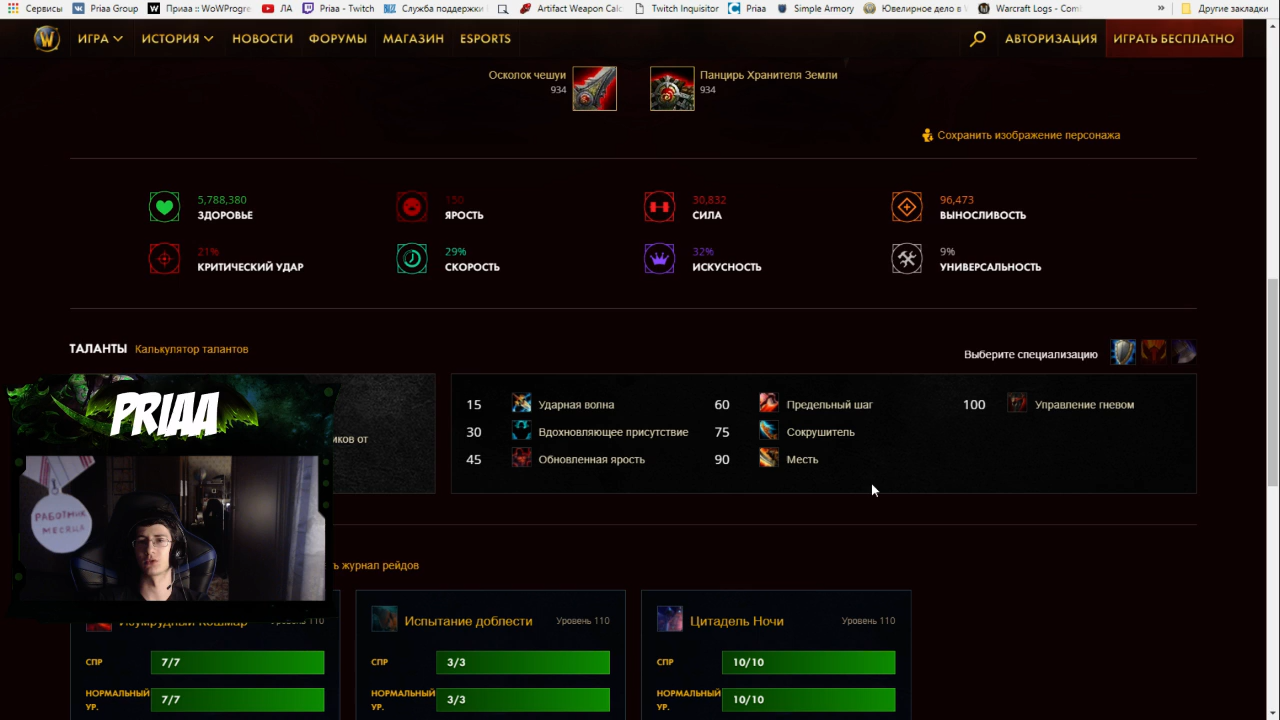 Сервисы Priaa Group Приаа :: WoWProgre ЛА Priaa - Twitch Служба поддержки Artifact Weapon Calc Twitch Inquisitor Priaa Simple Armory Ювелирное дело в Warcraft Logs - Comb » Другие закладки
ИГРА ИСТОРИЯ НОВОСТИ ФОРУМЫ МАГАЗИН ESPORTS АВТОРИЗАЦИЯ ИГРАТЬ БЕСПЛАТНО
Осколок чешуи Панцирь Хранителя Земли
934 934
Сохранить изображение персонажа
5,788,380 150 30,832 96,473
ЗДОРОВЬЕ ЯРОСТЬ СИЛА ВЫНОСЛИВОСТЬ
21% 29% 32% 9%
КРИТИЧЕСКИЙ УДАР СКОРОСТЬ ИСКУСНОСТЬ УНИВЕРСАЛЬНОСТЬ
ТАЛАНТЫ Калькулятор талантов Выберите специализацию
15 Ударная волна 60 Предельный шаг 100 Управление гневом
30 Вдохновляющее присутствие 75 Сокрушитель
45 Обновленная ярость 90 Месть
PRIAA
иков от
РАБОТНИК
МЕСЯЦА
ь журнал рейдов
Изумрудный Кошмар Уровень 110 Испытание доблести Уровень 110 Цитадель Ночи Уровень 110
СПР 7/7 СПР 3/3 СПР 10/10
НОРМАЛЬНЫЙ УР. 7/7 НОРМАЛЬНЫЙ УР. 3/3 НОРМАЛЬНЫЙ УР. 10/10